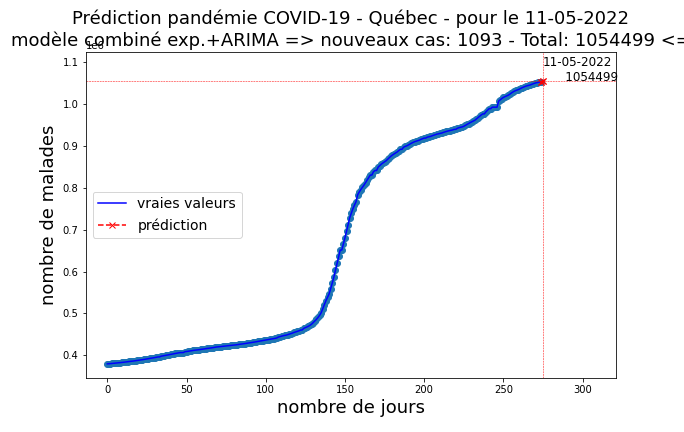 Prédiction pandémie COVID-19 - Québec - pour le 11-05-2022
modèle combiné exp.+ARIMA => nouveaux cas: 1093 - Total: 1054499 <=
1e6
11-05-2022
1054499
1.1
1.0
0.9
0.8
0.7
0.6
0.5
0.4
nombre de malades
vraies valeurs
prédiction
0 50 100 150 200 250 300
nombre de jours